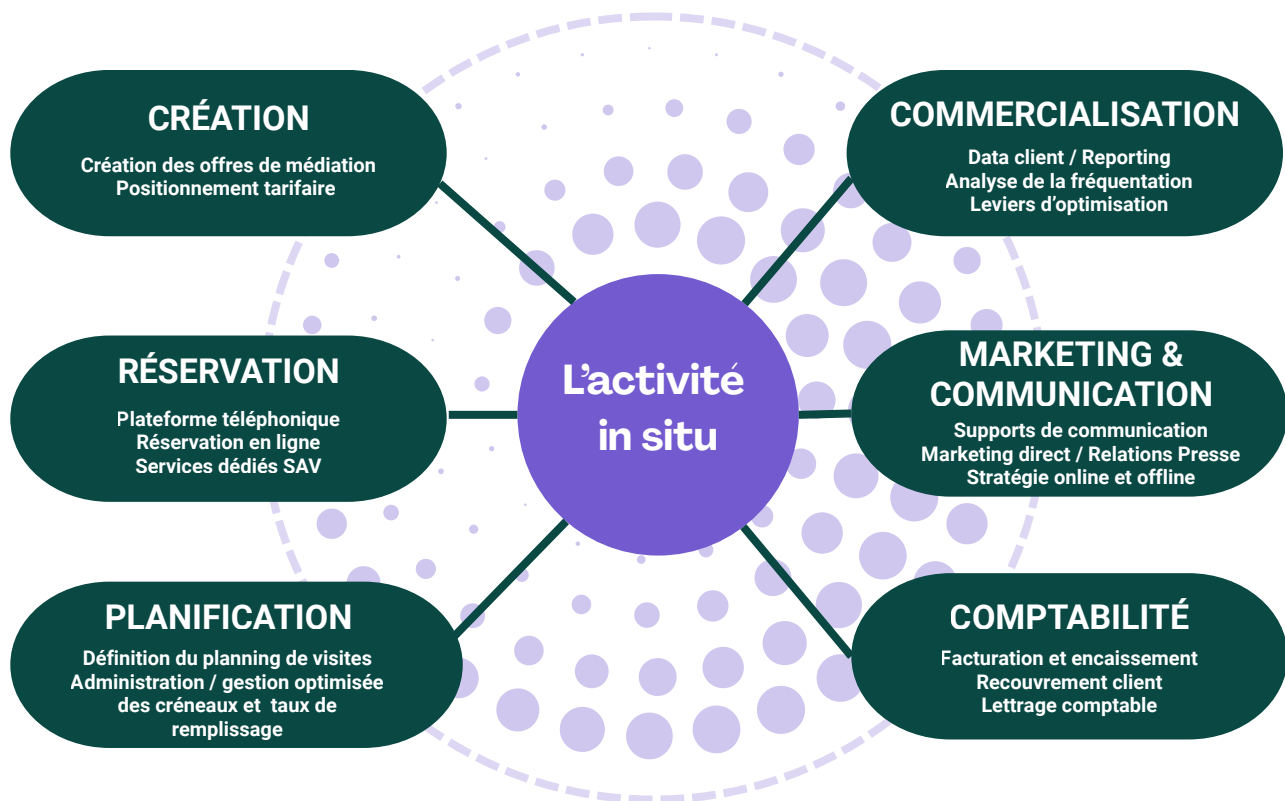 CRÉATION
Création des offres de médiation
Positionnement tarifaire
COMMERCIALISATION
Data client / Reporting
Analyse de la fréquentation
Leviers d'optimisation
RÉSERVATION
Plateforme téléphonique
Réservation en ligne
Services dédiés SAV
L'activité
in situ
MARKETING &
COMMUNICATION
Supports de communication
Marketing direct / Relations Presse
Stratégie online et offline
PLANIFICATION
Définition du planning de visites
Administration / gestion optimisée
des créneaux et taux de
remplissage
COMPTABILITÉ
Facturation et encaissement
Recouvrement client
Lettrage comptable